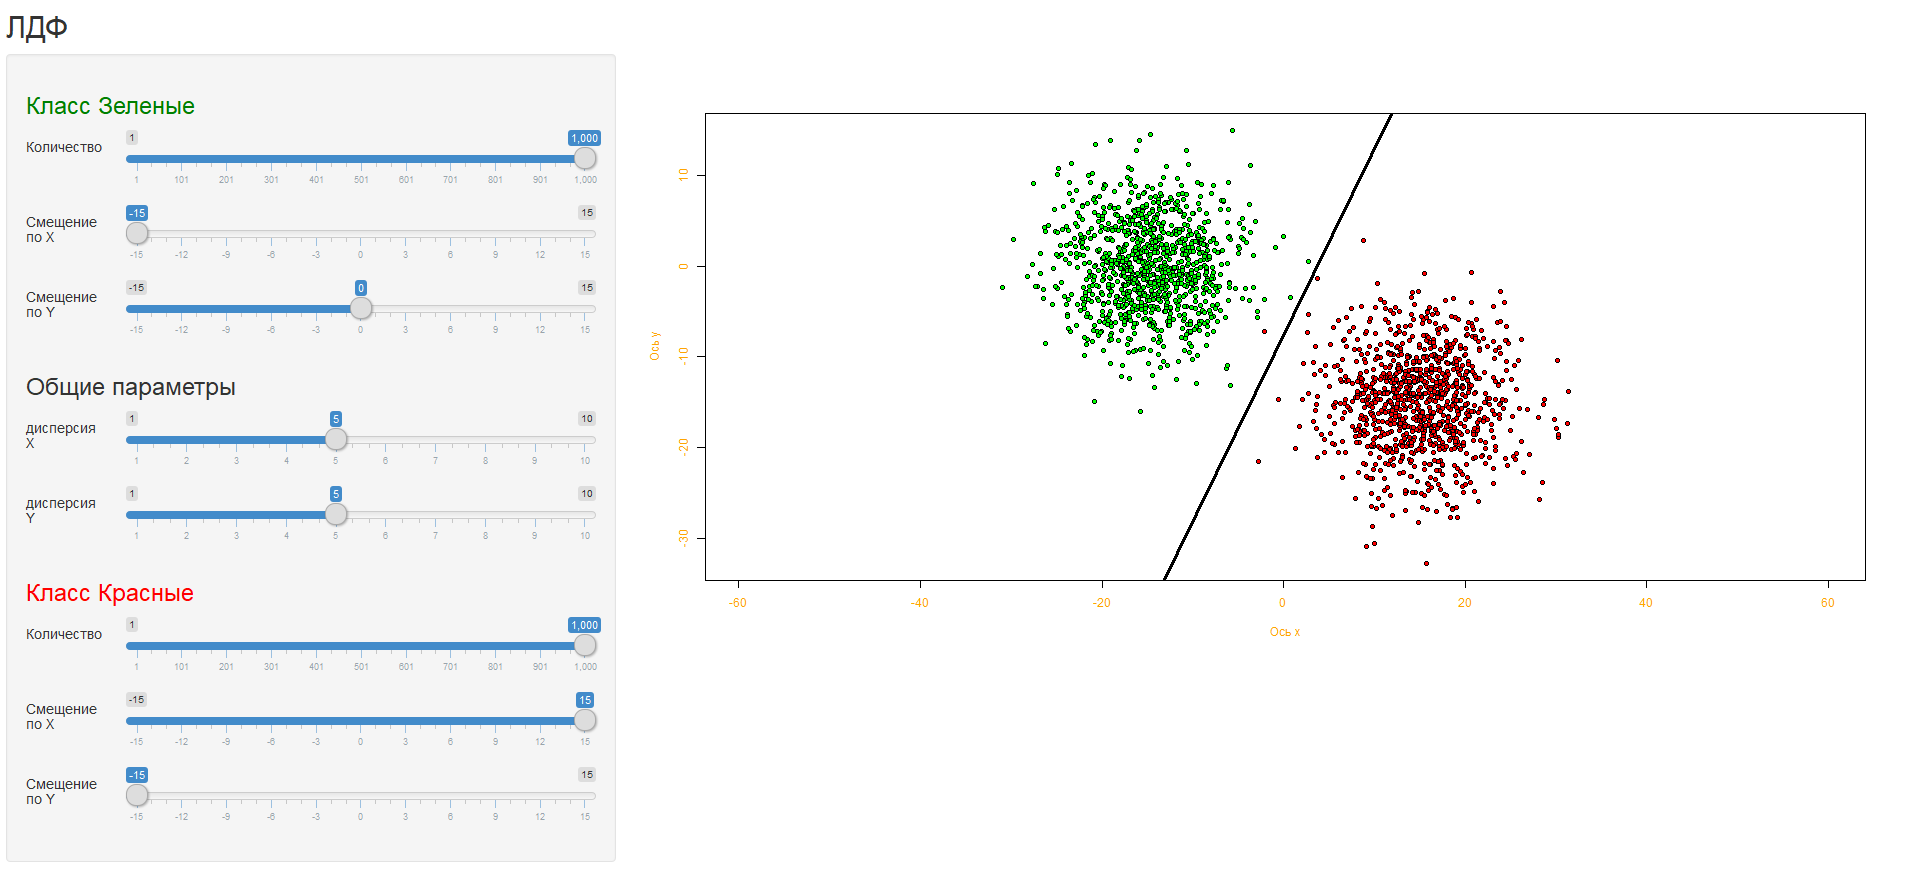 ЛДФ
Класс Зеленые
1 1,000
Количество
1 101 201 301 401 501 601 701 801 901 1,000
-15 15
Смещение
по X
-15 -12 -9 -6 -3 0 3 6 9 12 15
-15 0 15
Смещение
по Y
-15 -12 -9 -6 -3 0 3 6 9 12 15
Общие параметры
1 5 10
дисперсия
X
1 2 3 4 5 6 7 8 9 10
1 5 10
дисперсия
Y
1 2 3 4 5 6 7 8 9 10
Класс Красные
1 1,000
Количество
1 101 201 301 401 501 601 701 801 901 1,000
-15 15
Смещение
по X
-15 -12 -9 -6 -3 0 3 6 9 12 15
-15 15
Смещение
по Y
-15 -12 -9 -6 -3 0 3 6 9 12 15
Ось y
10
0
-10
-20
-30
-60 -40 -20 0 20 40 60
Ось x